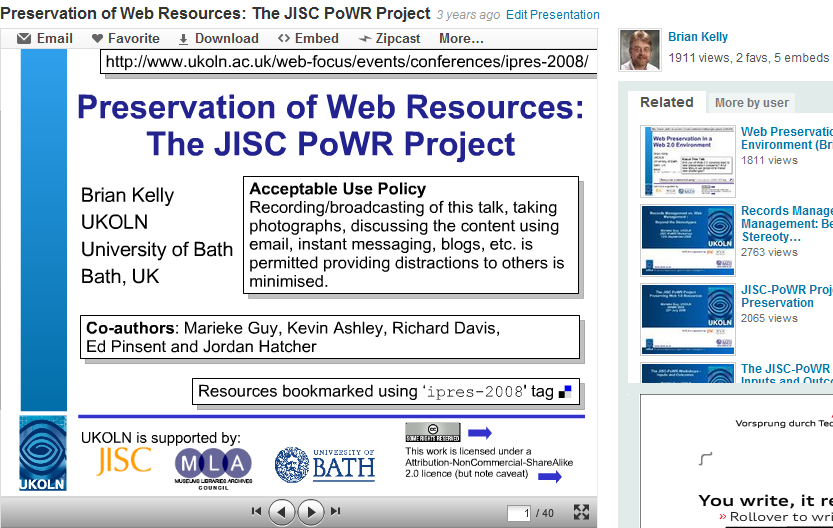 Preservation of Web Resources: The JISC PoWR Project 3 years ago Edit Presentation
Email Favorite Download Embed Zipcast More...
http://www.ukoln.ac.uk/web-focus/events/conferences/ipres-2008/
Preservation of Web Resources:
The JISC PoWR Project
Brian Kelly
UKOLN
University of Bath
Bath, UK
Acceptable Use Policy
Recording/broadcasting of this talk, taking
photographs, discussing the content using
email, instant messaging, blogs, etc. is
permitted providing distractions to others is
minimised.
Co-authors: Marieke Guy, Kevin Ashley, Richard Davis,
Ed Pinsent and Jordan Hatcher
Resources bookmarked using 'ipres-2008' tag
UKOLN
UKOLN is supported by:
JISC
MLA
MUSEUMS LIBRARIES ARCHIVES
COUNCIL
UNIVERSITY OF
BATH
cc
SOME RIGHTS RESERVED
This work is licensed under a
Attribution-NonCommercial-ShareAlike
2.0 licence (but note caveat)
1 / 40
Brian Kelly
1911 views, 2 favs, 5 embeds
Related More by user
Web Preservation in a
Web 2.0 Environment
Web Preservatio
Environment (Bri
1811 views
UKOLN
Records Manage
Management: Be
Stereoty…
2763 views
UKOLN
JISC-PoWR Proj
Preservation
2065 views
The JISC-PoWR
Inputs and Outco
Vorsprung durch Tec
You write, it re
» Rollover to wri